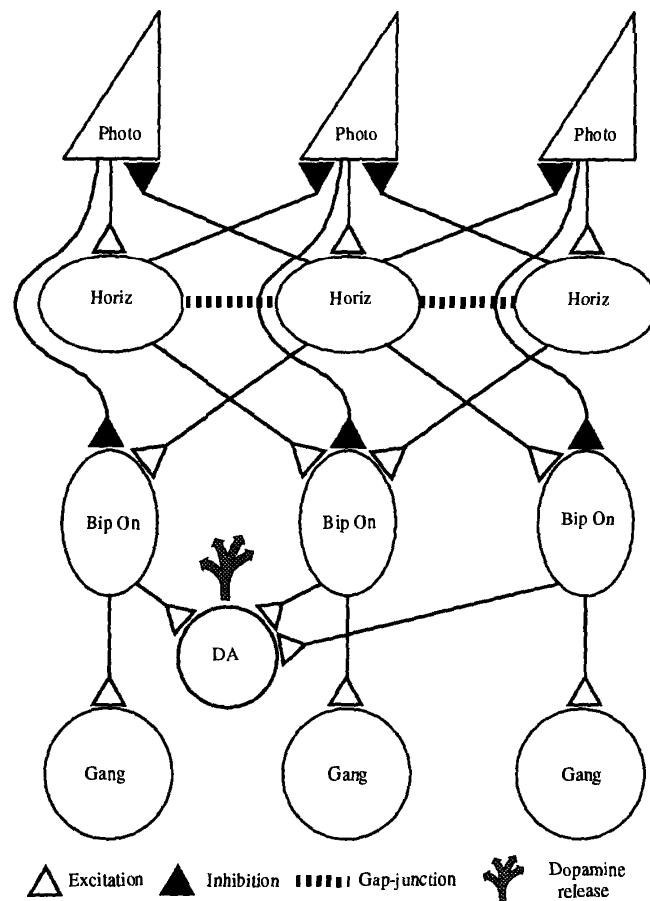 Photo Photo Photo
Horiz Horiz Horiz
Bip On Bip On Bip On
DA
Gang Gang Gang
Excitation Inhibition Gap-junction Dopamine
release